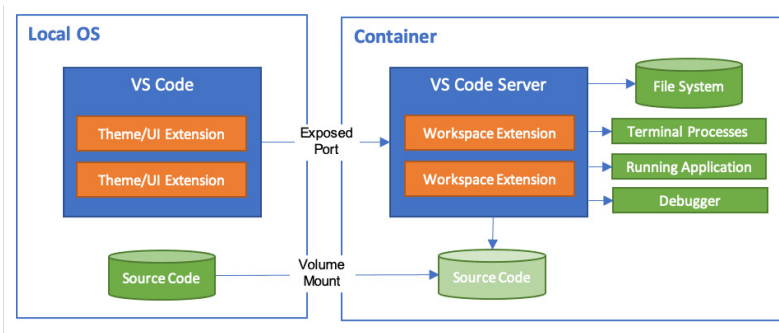 Local OS
VS Code
Theme/UI Extension
Theme/UI Extension
Source Code
Exposed
Port
Volume
Mount
Container
VS Code Server
Workspace Extension
Workspace Extension
File System
Terminal Processes
Running Application
Debugger
Source Code